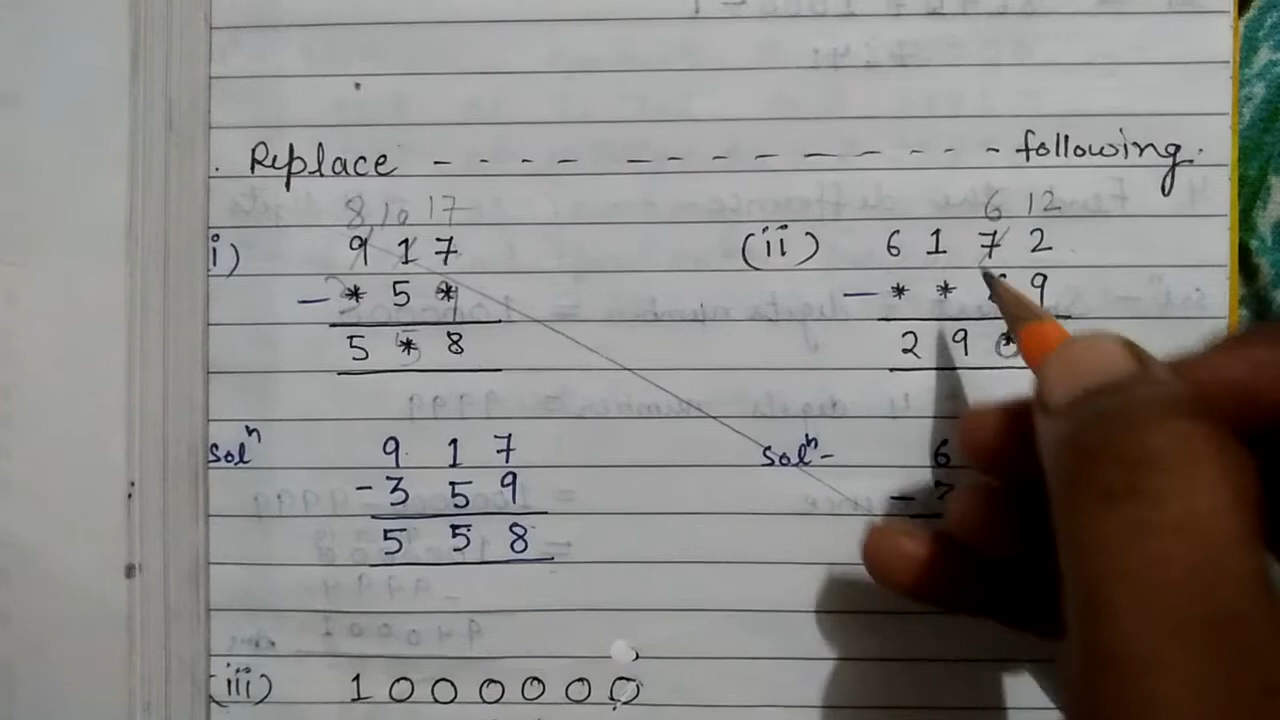 . Replace - - - - - - - - - - - - - following.
8 10 17
6 12
i) 9 1 7
(ii) 6 1 7 2
- * 5 *
- * * 9
5 * 8
2 9 *
Solⁿ 9 1 7
Solⁿ- 6
- 3 5 9
-
5 5 8
(iii) 1 0 0 0 0 0 0